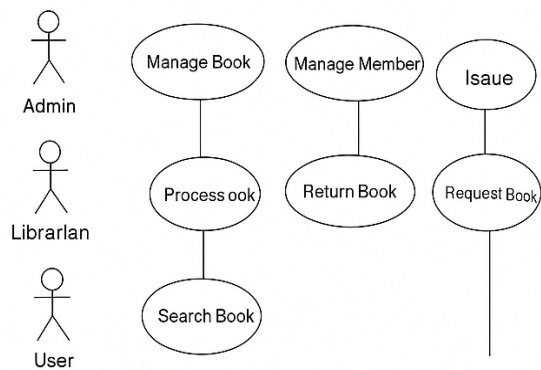 Manage Book
Manage Member
Isaue
Admin
Process ook
Return Book
Request Book
Librarlan
Search Book
User